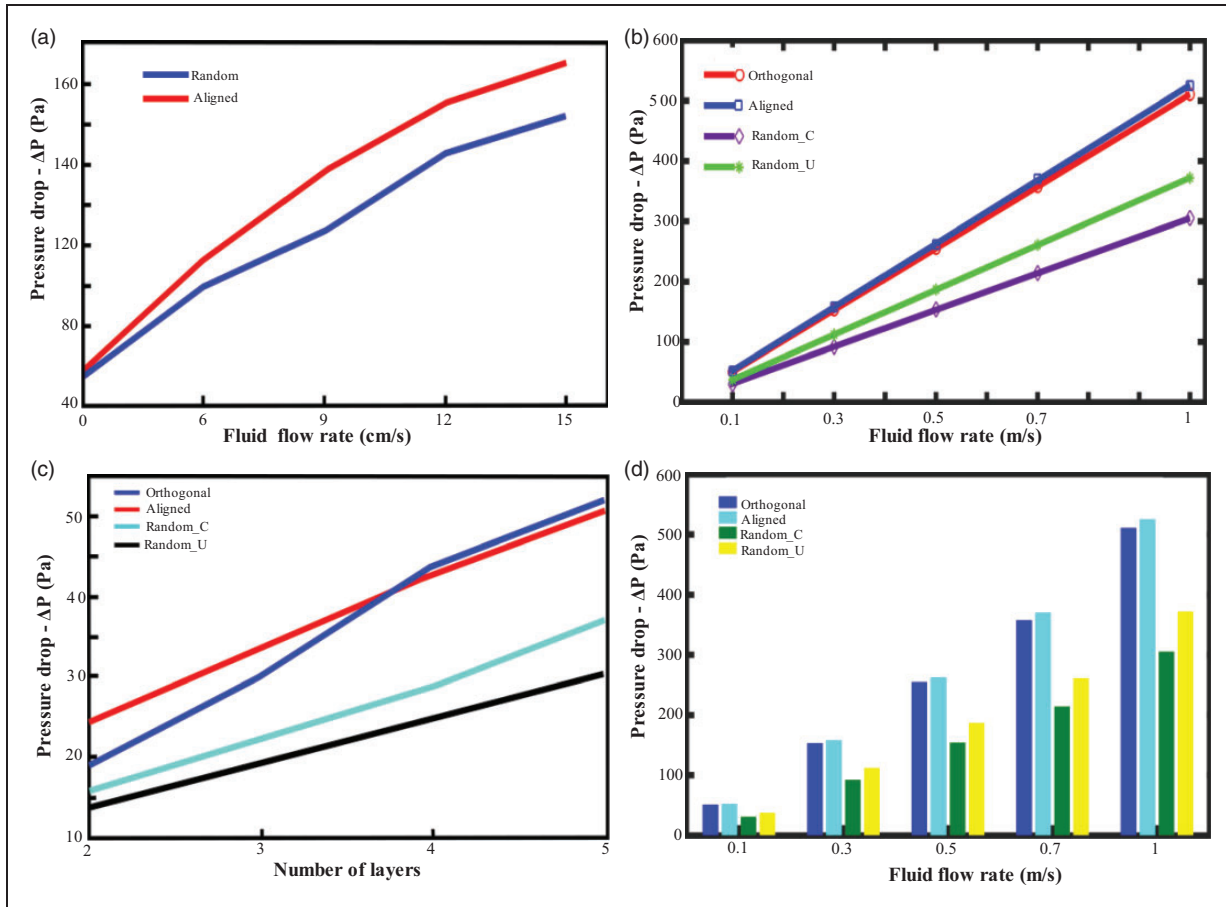 (a)
Pressure drop - ΔP (Pa)
160
140
120
80
40
Random
Aligned
0 6 9 12 15
Fluid flow rate (cm/s)
(b)
Pressure drop - ΔP (Pa)
600
500
400
300
200
100
0
Orthogonal
Aligned
Random_C
Random_U
0.1 0.3 0.5 0.7 1
Fluid flow rate (m/s)
(c)
Pressure drop - ΔP (Pa)
50
40
30
20
10
Orthogonal
Aligned
Random_C
Random_U
2 3 4 5
Number of layers
(d)
Pressure drop - ΔP (Pa)
600
500
400
300
200
100
0
Orthogonal
Aligned
Random_C
Random_U
0.1 0.3 0.5 0.7 1
Fluid flow rate (m/s)